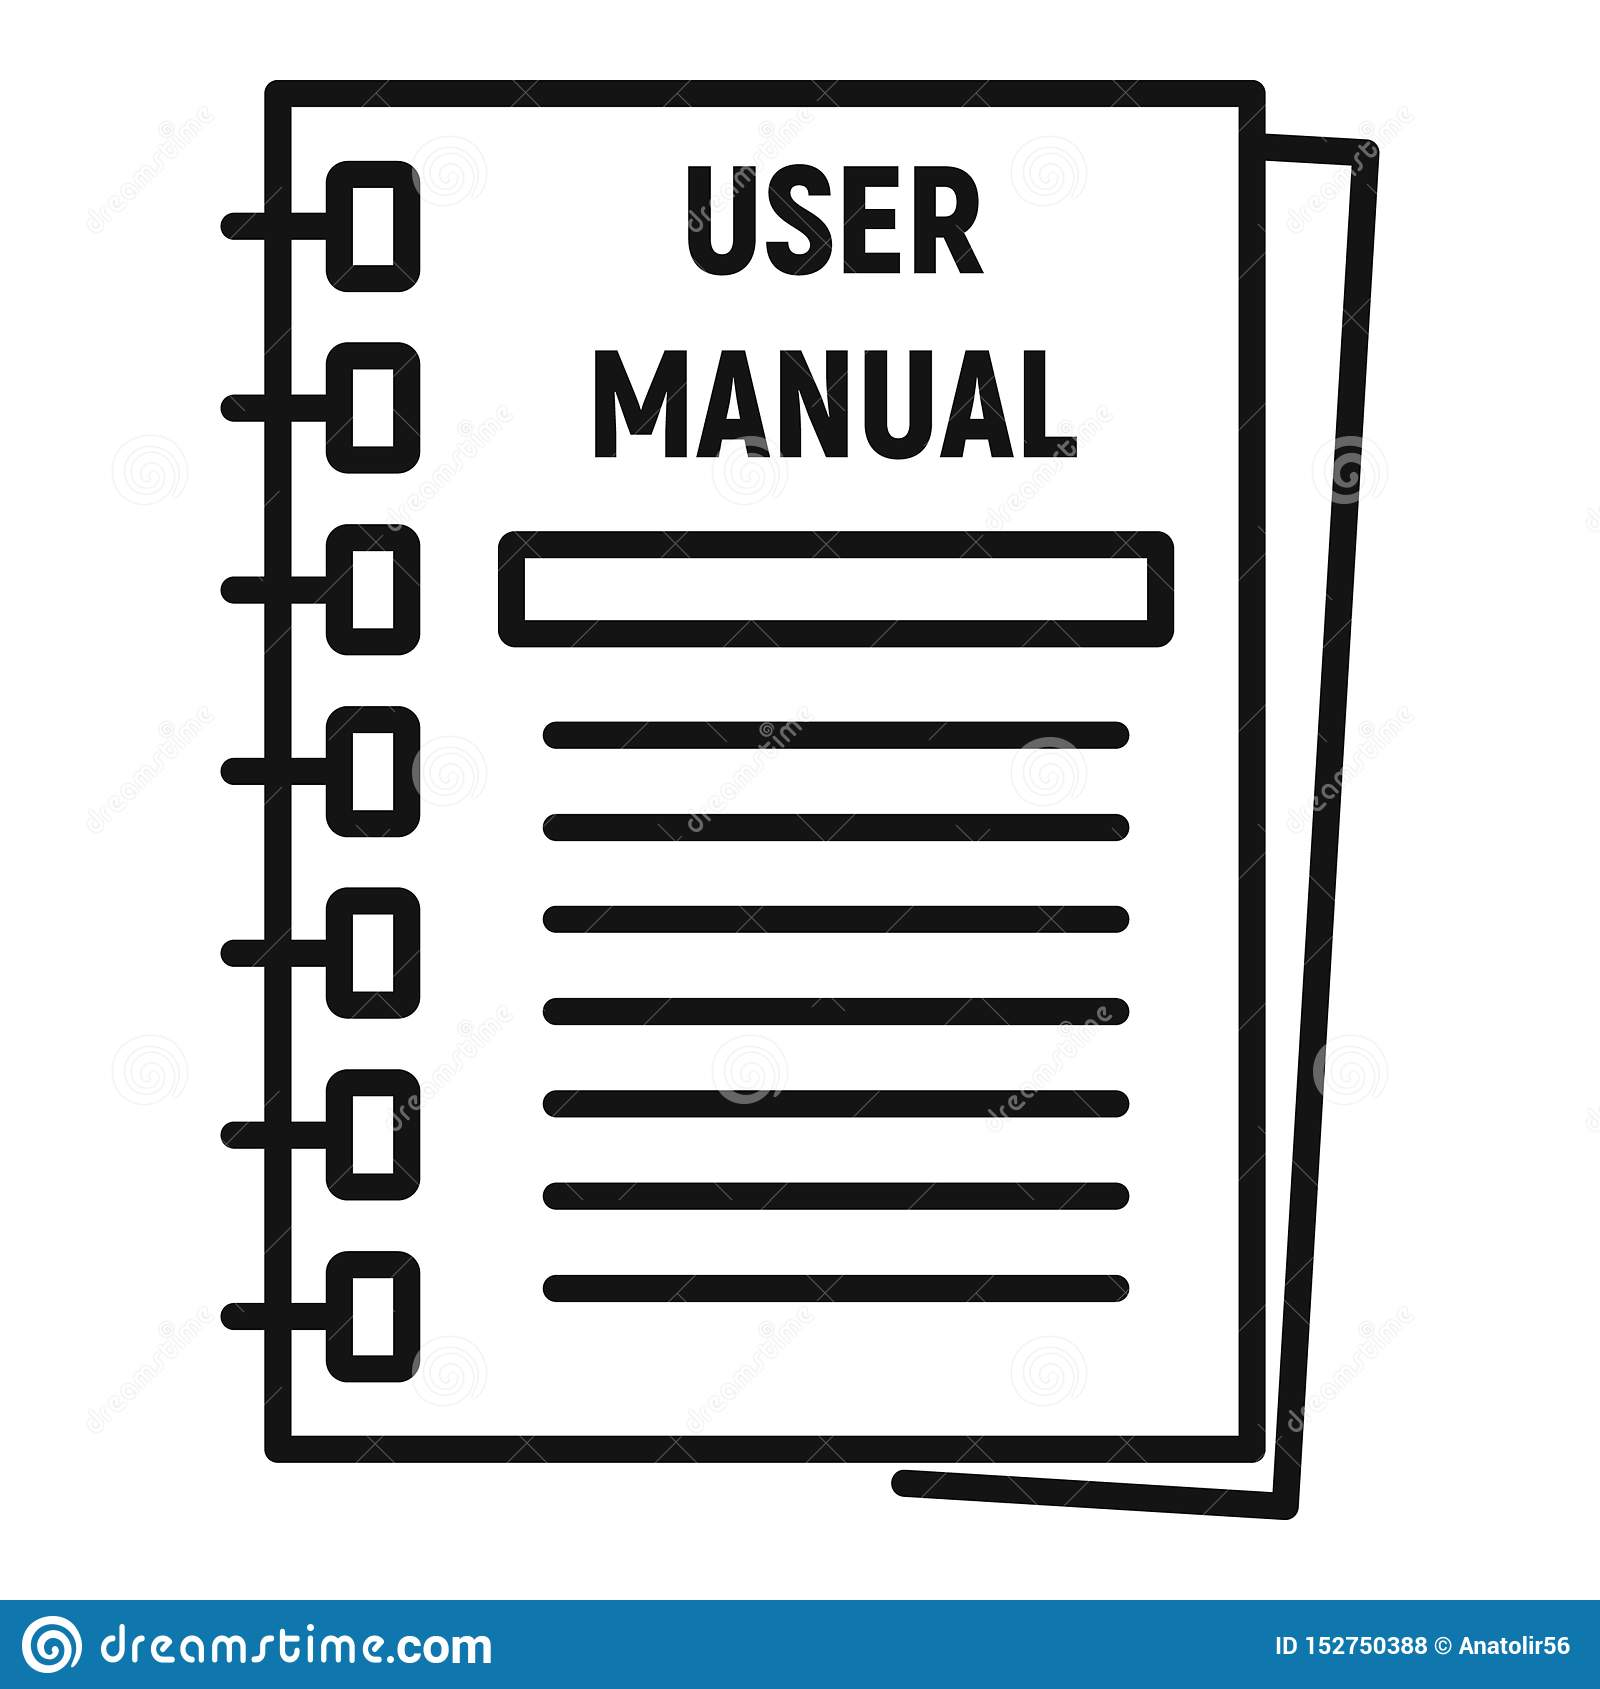 USER
MANUAL
dreamstime.com
ID 152750388 © Anatolir56